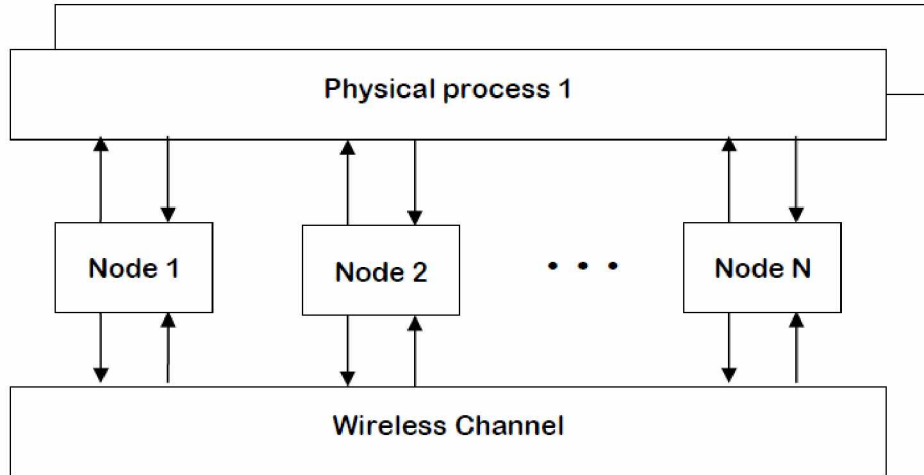 Physical process 1
Node 1
Node 2
• • •
Node N
Wireless Channel